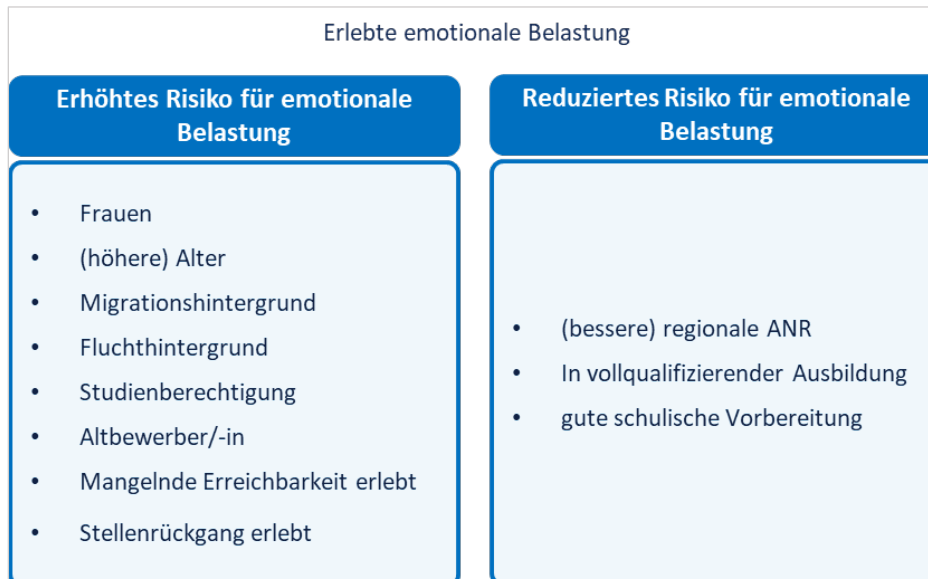 Erlebte emotionale Belastung
Erhöhtes Risiko für emotionale
Belastung
• Frauen
• (höhere) Alter
• Migrationshintergrund
• Fluchthintergrund
• Studienberechtigung
• Altbewerber/-in
• Mangelnde Erreichbarkeit erlebt
• Stellenrückgang erlebt
Reduziertes Risiko für emotionale
Belastung
• (bessere) regionale ANR
• In vollqualifizierender Ausbildung
• gute schulische Vorbereitung